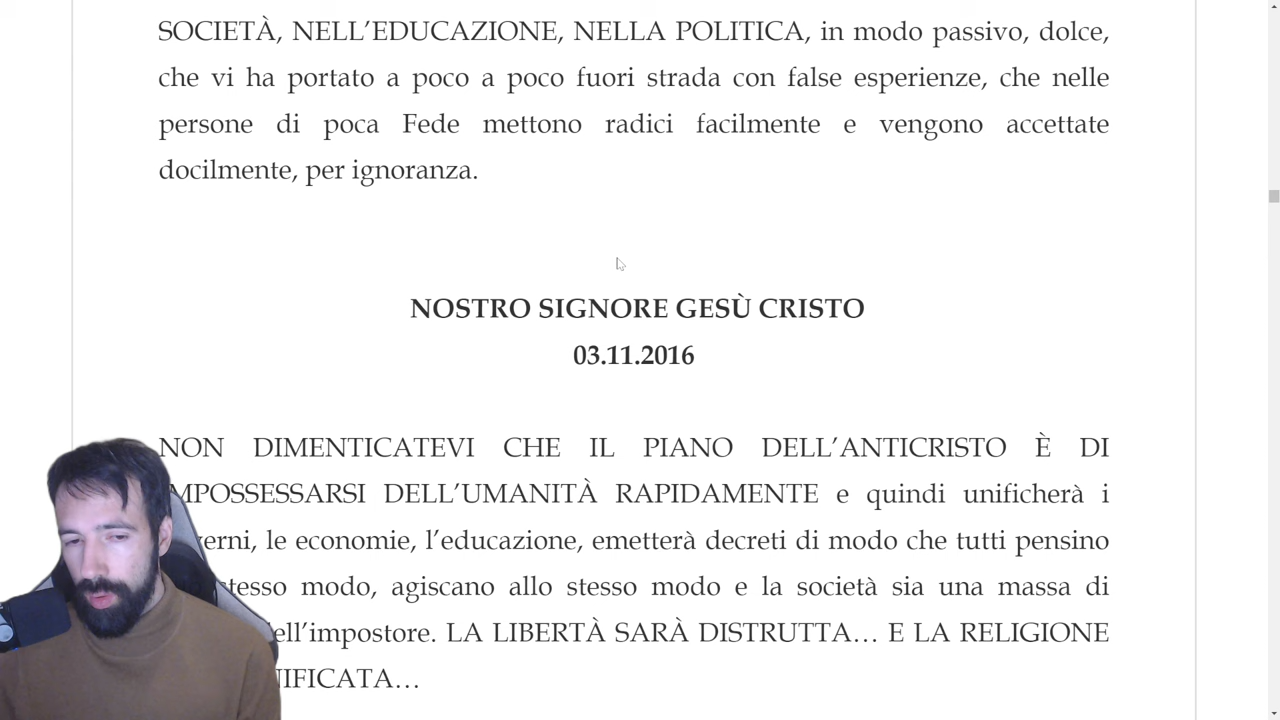 SOCIETÀ, NELL’EDUCAZIONE, NELLA POLITICA, in modo passivo, dolce,
che vi ha portato a poco a poco fuori strada con false esperienze, che nelle
persone di poca Fede mettono radici facilmente e vengono accettate
docilmente, per ignoranza.
NOSTRO SIGNORE GESÙ CRISTO
03.11.2016
NON DIMENTICATEVI CHE IL PIANO DELL’ANTICRISTO È DI
MPOSSESSARSI DELL’UMANITÀ RAPIDAMENTE e quindi unificherà i
verni, le economie, l’educazione, emetterà decreti di modo che tutti pensino
stesso modo, agiscano allo stesso modo e la società sia una massa di
ell’impostore. LA LIBERTÀ SARÀ DISTRUTTA… E LA RELIGIONE
NIFICATA…